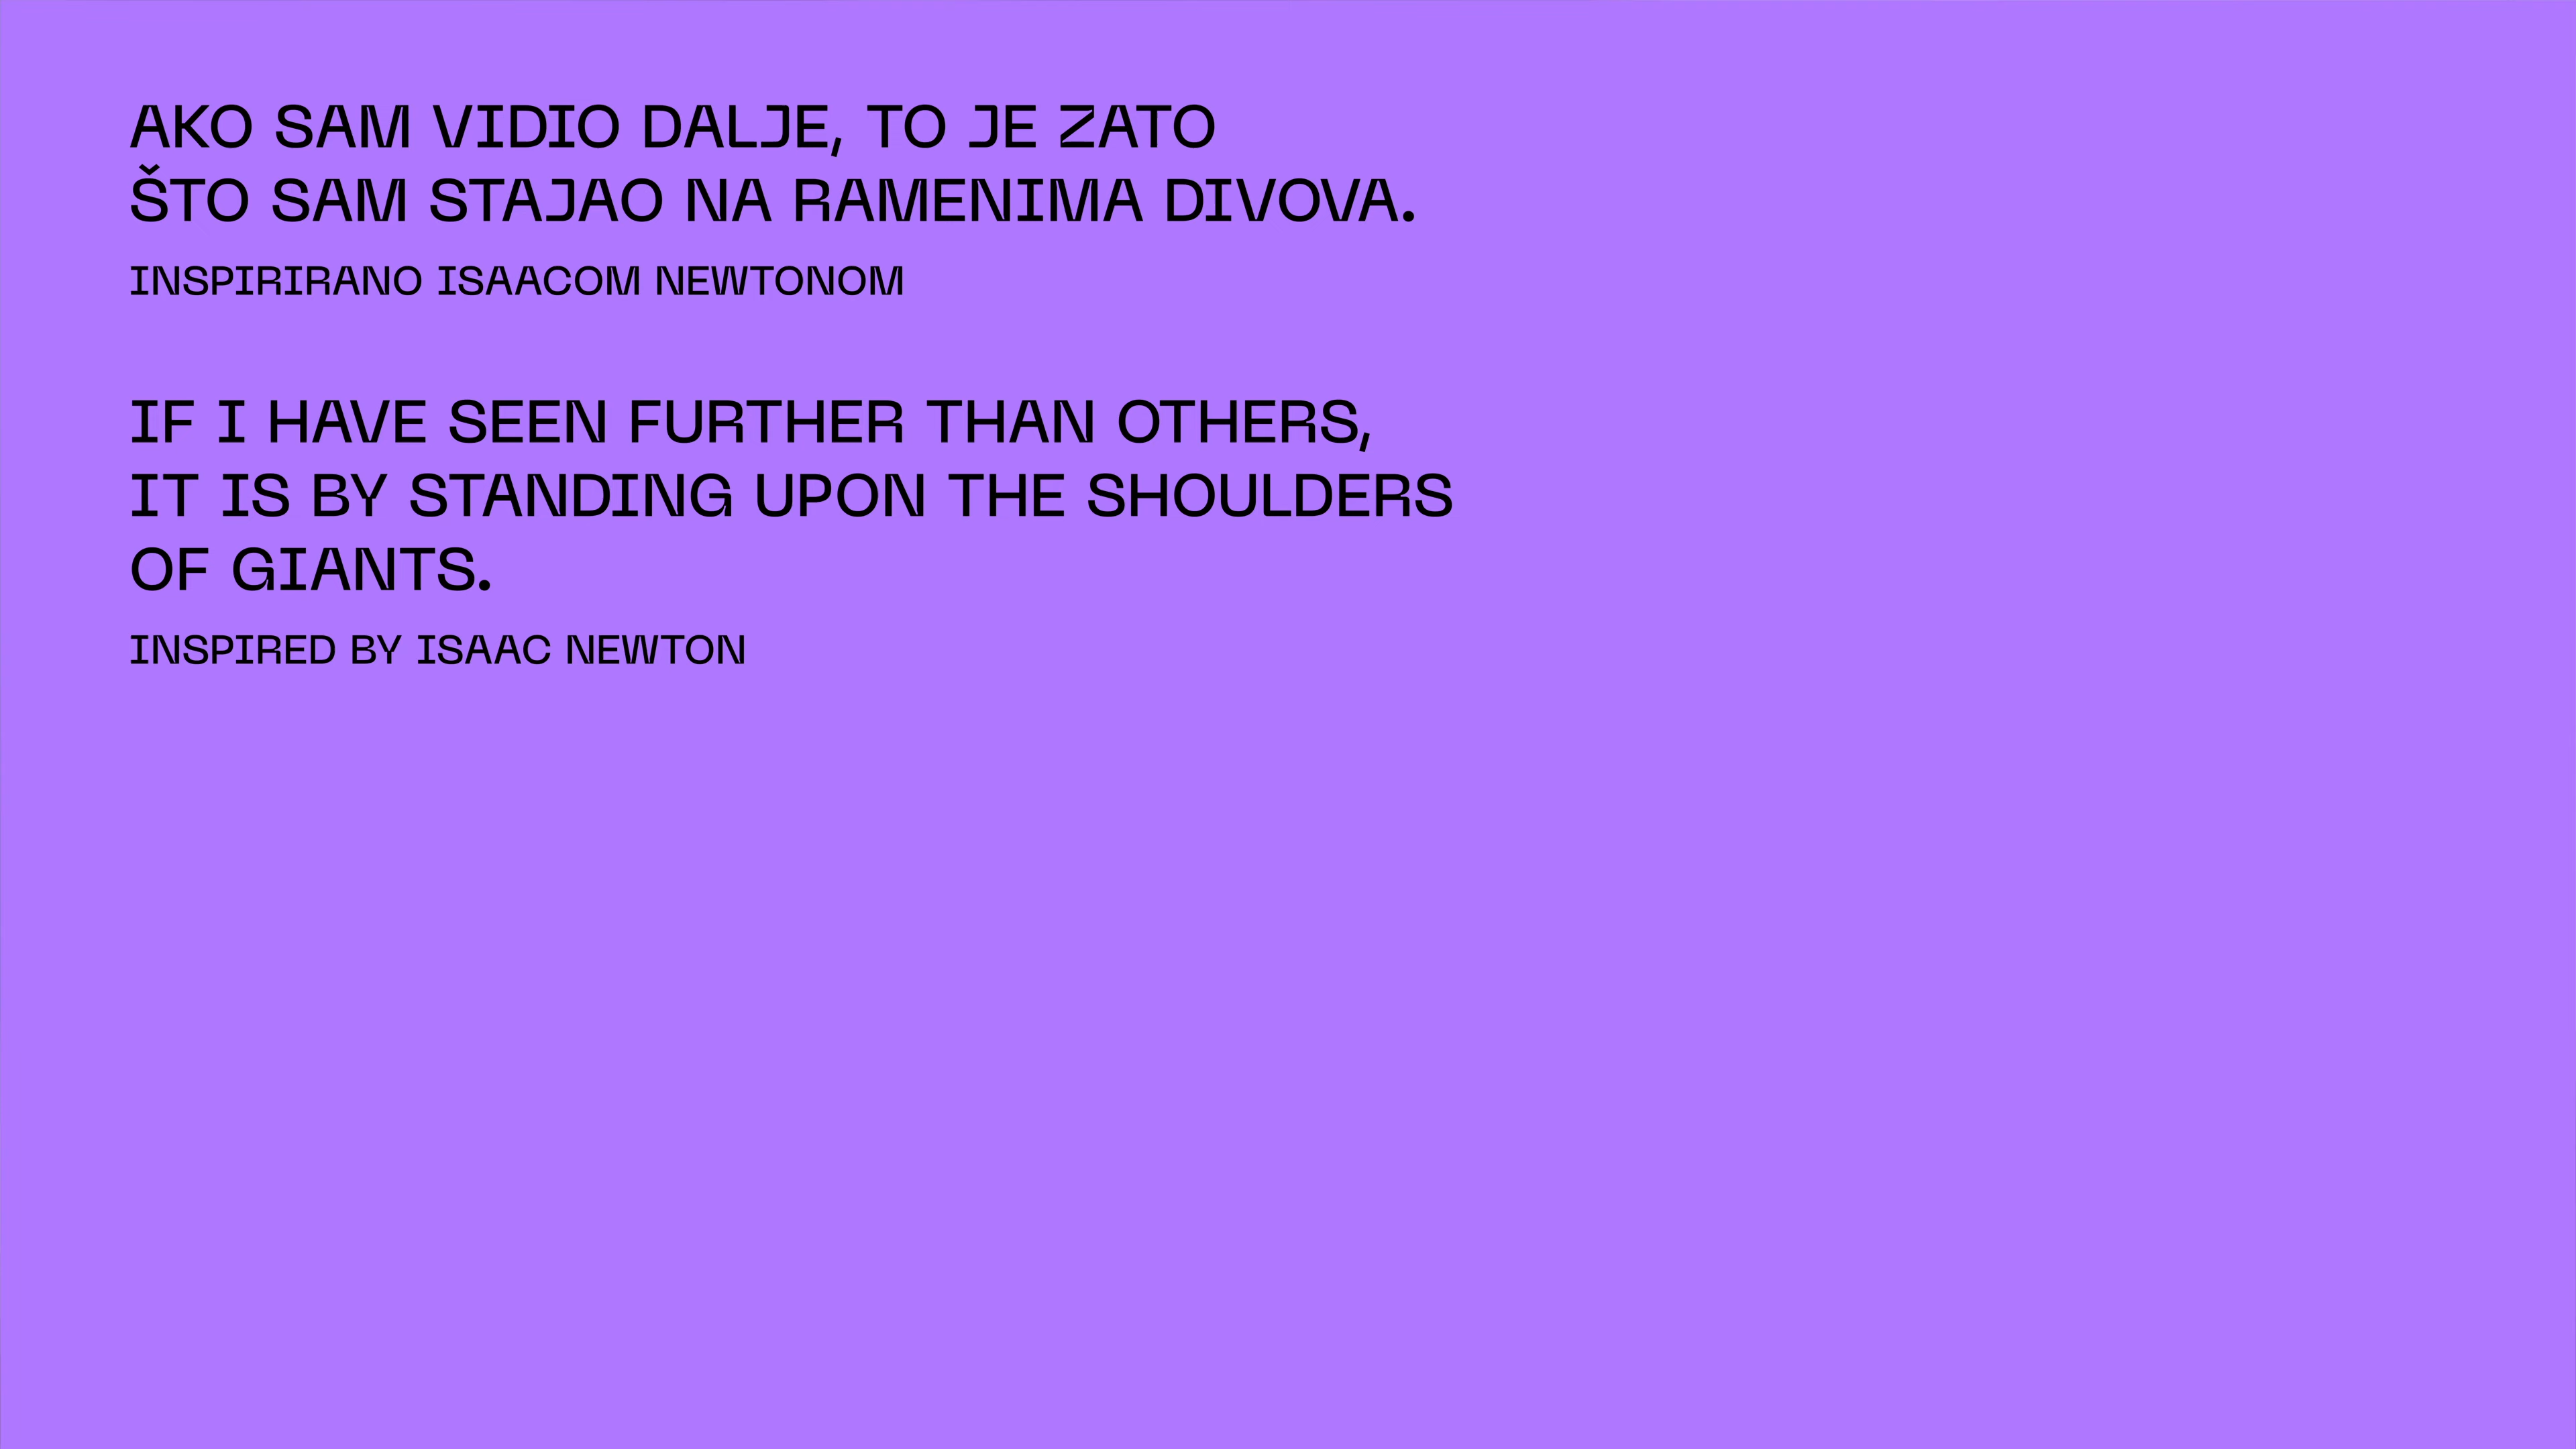 AKO SAM VIDIO DALJE, TO JE ZATO
ŠTO SAM STAJAO NA RAMENIMA DIVOVA.
INSPIRIRANO ISAACOM NEWTONOM
IF I HAVE SEEN FURTHER THAN OTHERS,
IT IS BY STANDING UPON THE SHOULDERS
OF GIANTS.
INSPIRED BY ISAAC NEWTON